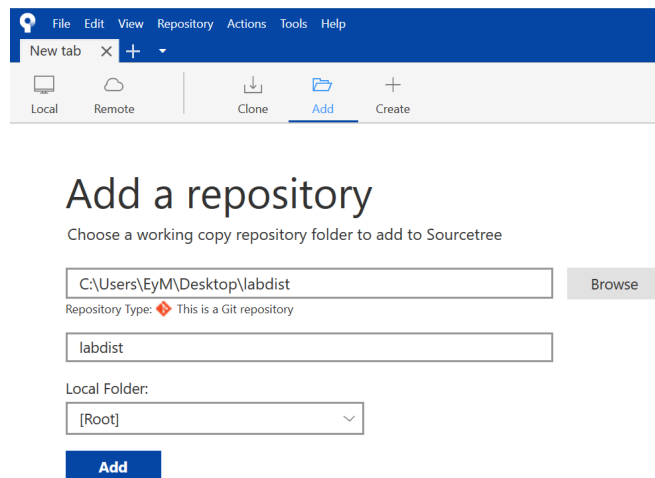 File Edit View Repository Actions Tools Help
New tab
Local Remote Clone Add Create
Add a repository
Choose a working copy repository folder to add to Sourcetree
C:\Users\EyM\Desktop\labdist Browse
Repository Type: This is a Git repository
labdist
Local Folder:
[Root]
Add